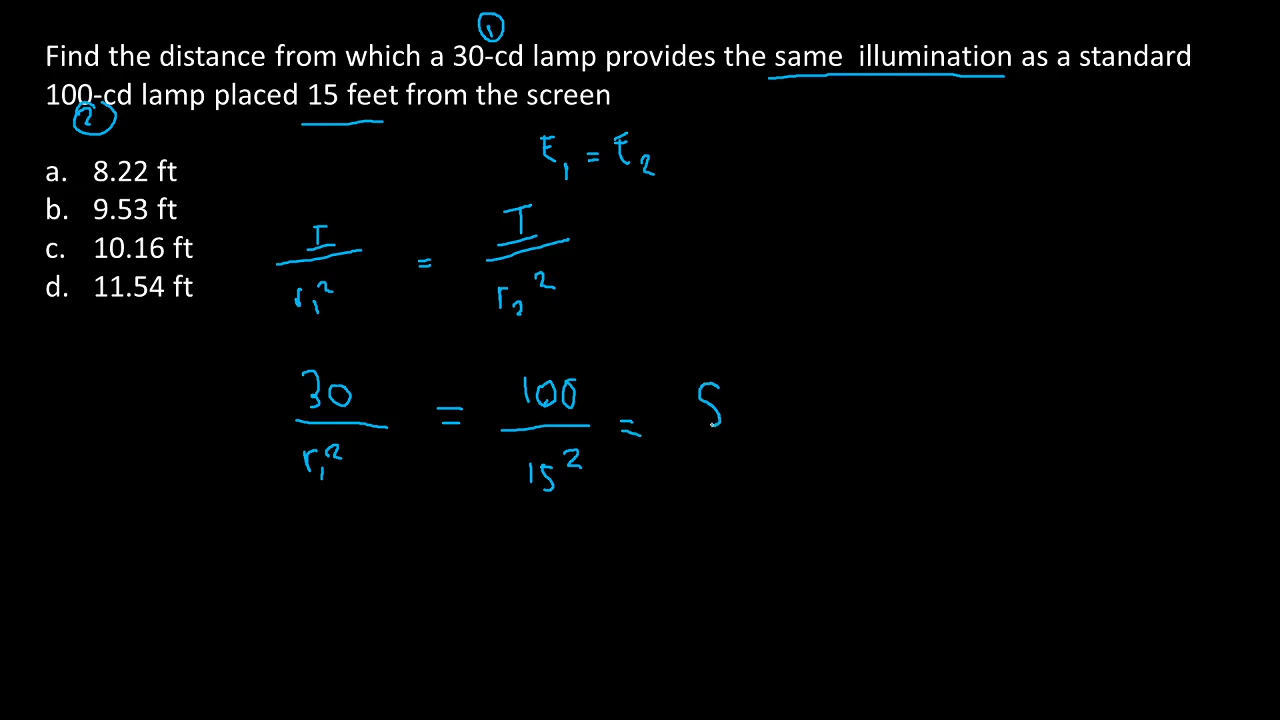 ①
Find the distance from which a 30-cd lamp provides the same illumination as a standard
100-cd lamp placed 15 feet from the screen
②
E₁ = E₂
a. 8.22 ft
b. 9.53 ft
c. 10.16 ft
d. 11.54 ft
I/r₁² = I/r₂²
30/r₁² = 100/15² = S